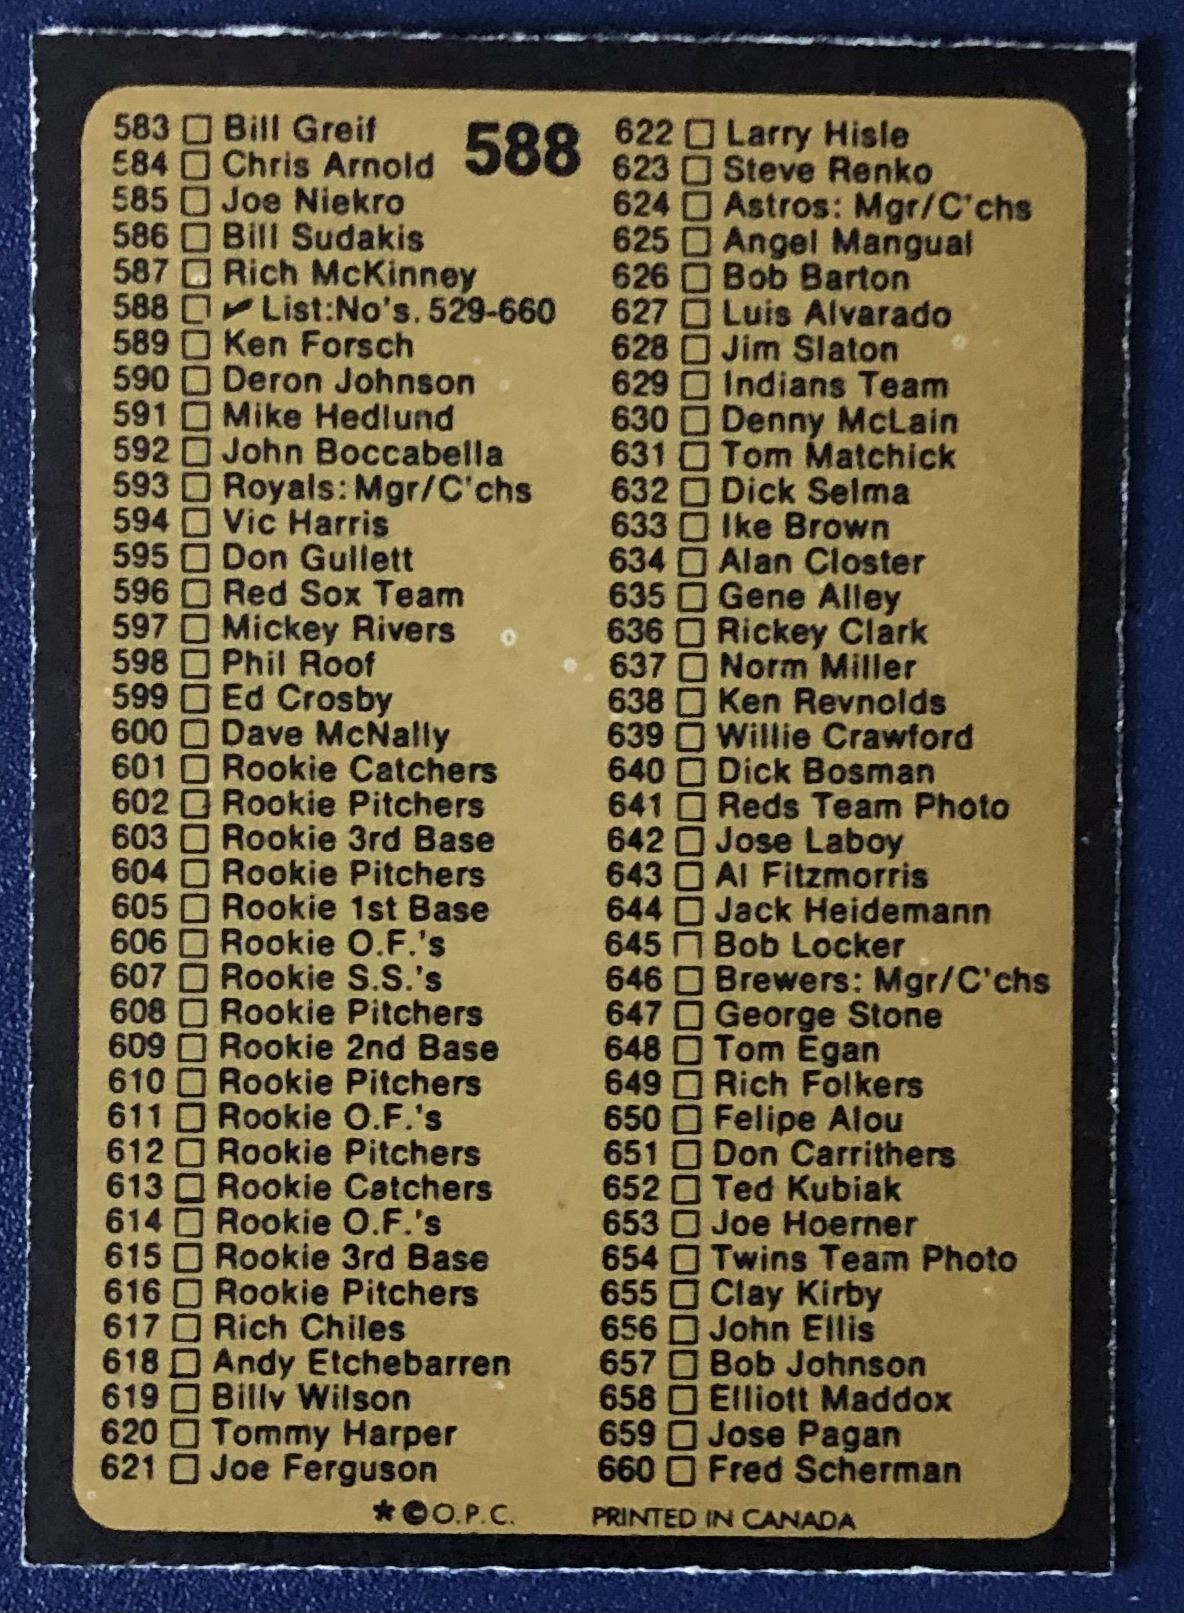 588
583 Bill Greif
584 Chris Arnold
585 Joe Niekro
586 Bill Sudakis
587 Rich McKinney
588 ✓ List:No's. 529-660
589 Ken Forsch
590 Deron Johnson
591 Mike Hedlund
592 John Boccabella
593 Royals: Mgr/C'chs
594 Vic Harris
595 Don Gullett
596 Red Sox Team
597 Mickey Rivers
598 Phil Roof
599 Ed Crosby
600 Dave McNally
601 Rookie Catchers
602 Rookie Pitchers
603 Rookie 3rd Base
604 Rookie Pitchers
605 Rookie 1st Base
606 Rookie O.F.'s
607 Rookie S.S.'s
608 Rookie Pitchers
609 Rookie 2nd Base
610 Rookie Pitchers
611 Rookie O.F.'s
612 Rookie Pitchers
613 Rookie Catchers
614 Rookie O.F.'s
615 Rookie 3rd Base
616 Rookie Pitchers
617 Rich Chiles
618 Andy Etchebarren
619 Billy Wilson
620 Tommy Harper
621 Joe Ferguson
622 Larry Hisle
623 Steve Renko
624 Astros: Mgr/C'chs
625 Angel Mangual
626 Bob Barton
627 Luis Alvarado
628 Jim Slaton
629 Indians Team
630 Denny McLain
631 Tom Matchick
632 Dick Selma
633 Ike Brown
634 Alan Closter
635 Gene Alley
636 Rickey Clark
637 Norm Miller
638 Ken Reynolds
639 Willie Crawford
640 Dick Bosman
641 Reds Team Photo
642 Jose Laboy
643 Al Fitzmorris
644 Jack Heidemann
645 Bob Locker
646 Brewers: Mgr/C'chs
647 George Stone
648 Tom Egan
649 Rich Folkers
650 Felipe Alou
651 Don Carrithers
652 Ted Kubiak
653 Joe Hoerner
654 Twins Team Photo
655 Clay Kirby
656 John Ellis
657 Bob Johnson
658 Elliott Maddox
659 Jose Pagan
660 Fred Scherman
*©O.P.C. PRINTED IN CANADA